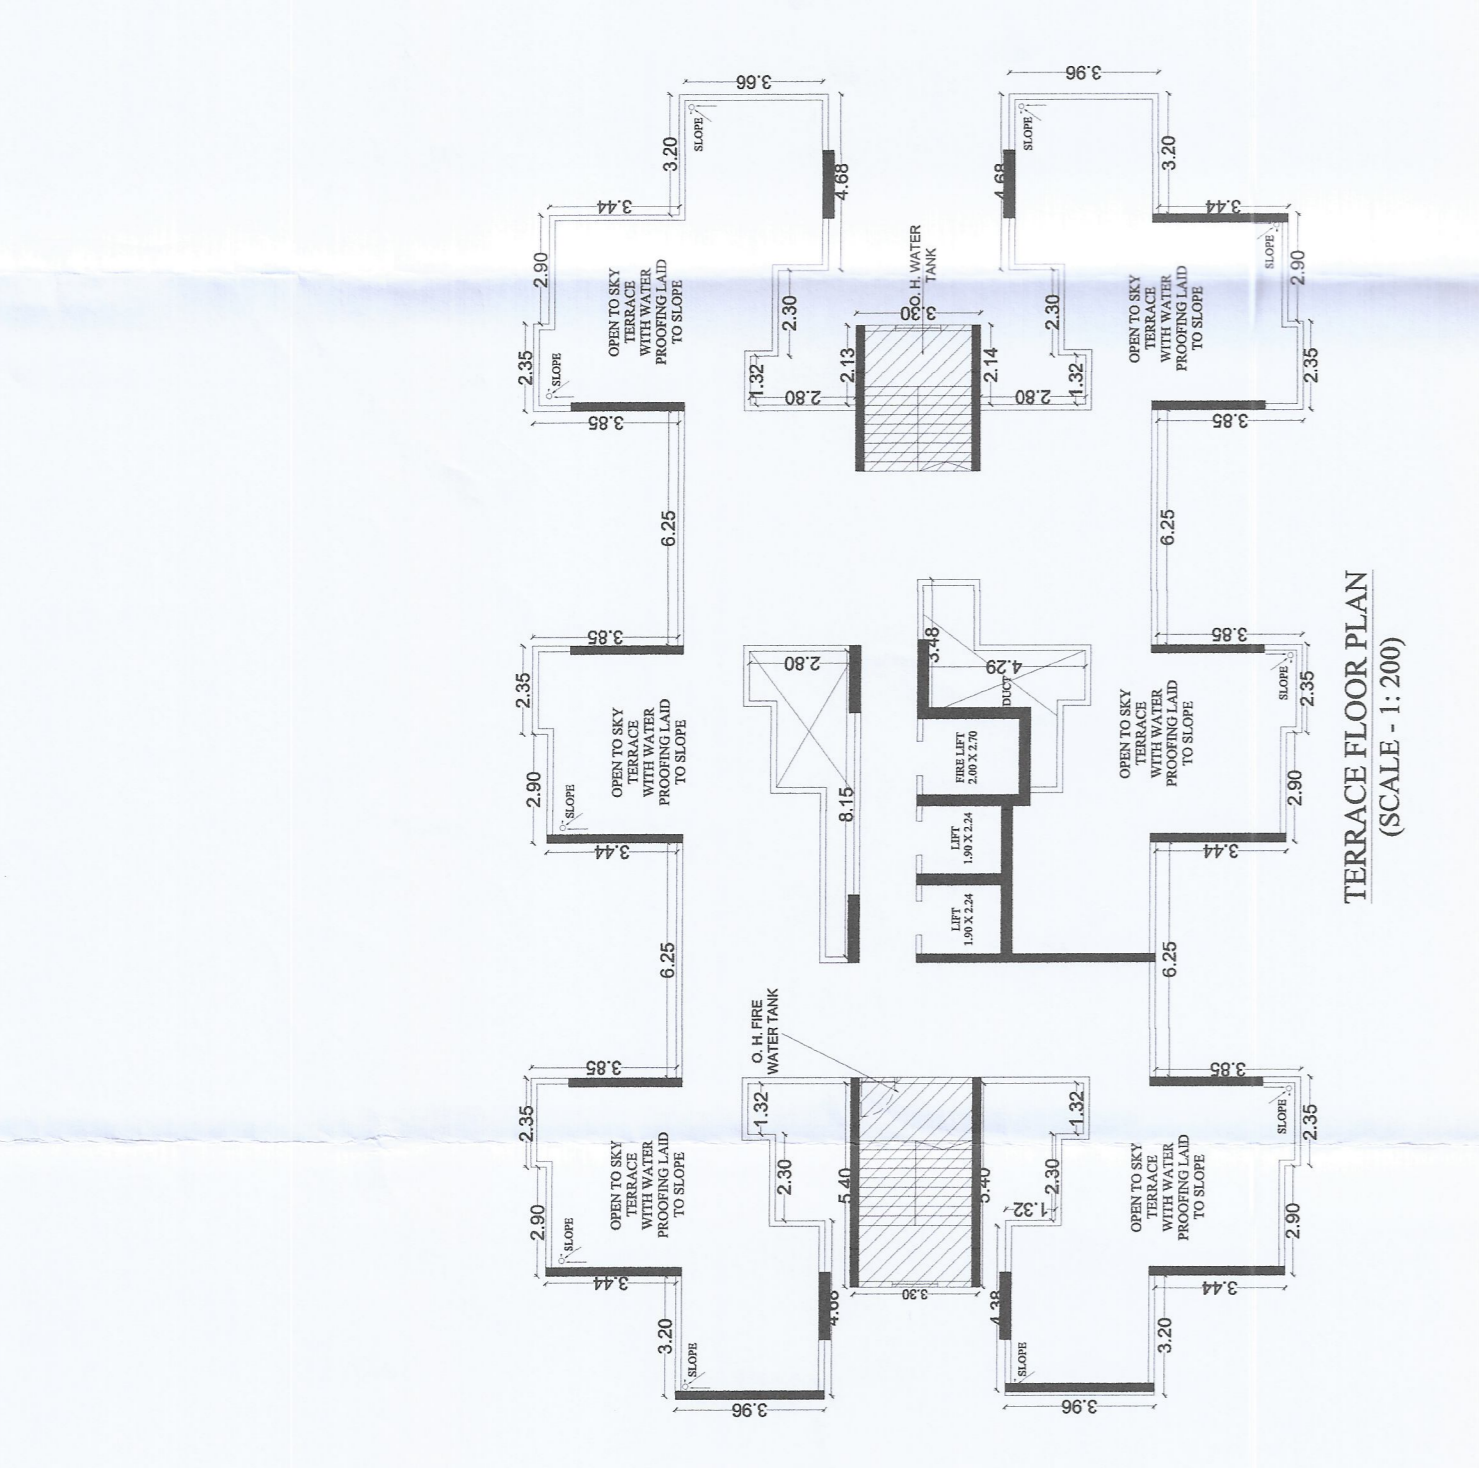 3.66
3.96
3.20
SLOPE
4.68
4.68
SLOPE
3.20
3.44
3.44
2.90
OPEN TO SKY
TERRACE
WITH WATER
PROOFING LAID
TO SLOPE
2.30
O. H. WATER
TANK
3.30
2.30
OPEN TO SKY
TERRACE
WITH WATER
PROOFING LAID
TO SLOPE
SLOPE
2.90
2.35
SLOPE
1.32
2.80
2.13
2.14
2.80
1.32
2.35
3.85
3.85
6.25
6.25
3.85
3.85
2.35
2.80
3.48
4.29
DUCT
SLOPE
2.35
OPEN TO SKY
TERRACE
WITH WATER
PROOFING LAID
TO SLOPE
FIRE LIFT
2.00 X 2.70
OPEN TO SKY
TERRACE
WITH WATER
PROOFING LAID
TO SLOPE
2.90
SLOPE
8.15
LIFT
1.90 X 2.24
2.90
3.44
3.44
LIFT
1.90 X 2.24
6.25
6.25
O. H. FIRE
WATER TANK
3.85
3.85
2.35
1.32
1.32
SLOPE
2.35
OPEN TO SKY
TERRACE
WITH WATER
PROOFING LAID
TO SLOPE
2.30
5.40
5.40
2.30
1.32
OPEN TO SKY
TERRACE
WITH WATER
PROOFING LAID
TO SLOPE
2.90
SLOPE
2.90
3.44
3.30
3.44
3.20
SLOPE
4.68
4.38
SLOPE
3.20
3.96
3.96
TERRACE FLOOR PLAN
(SCALE - 1: 200)